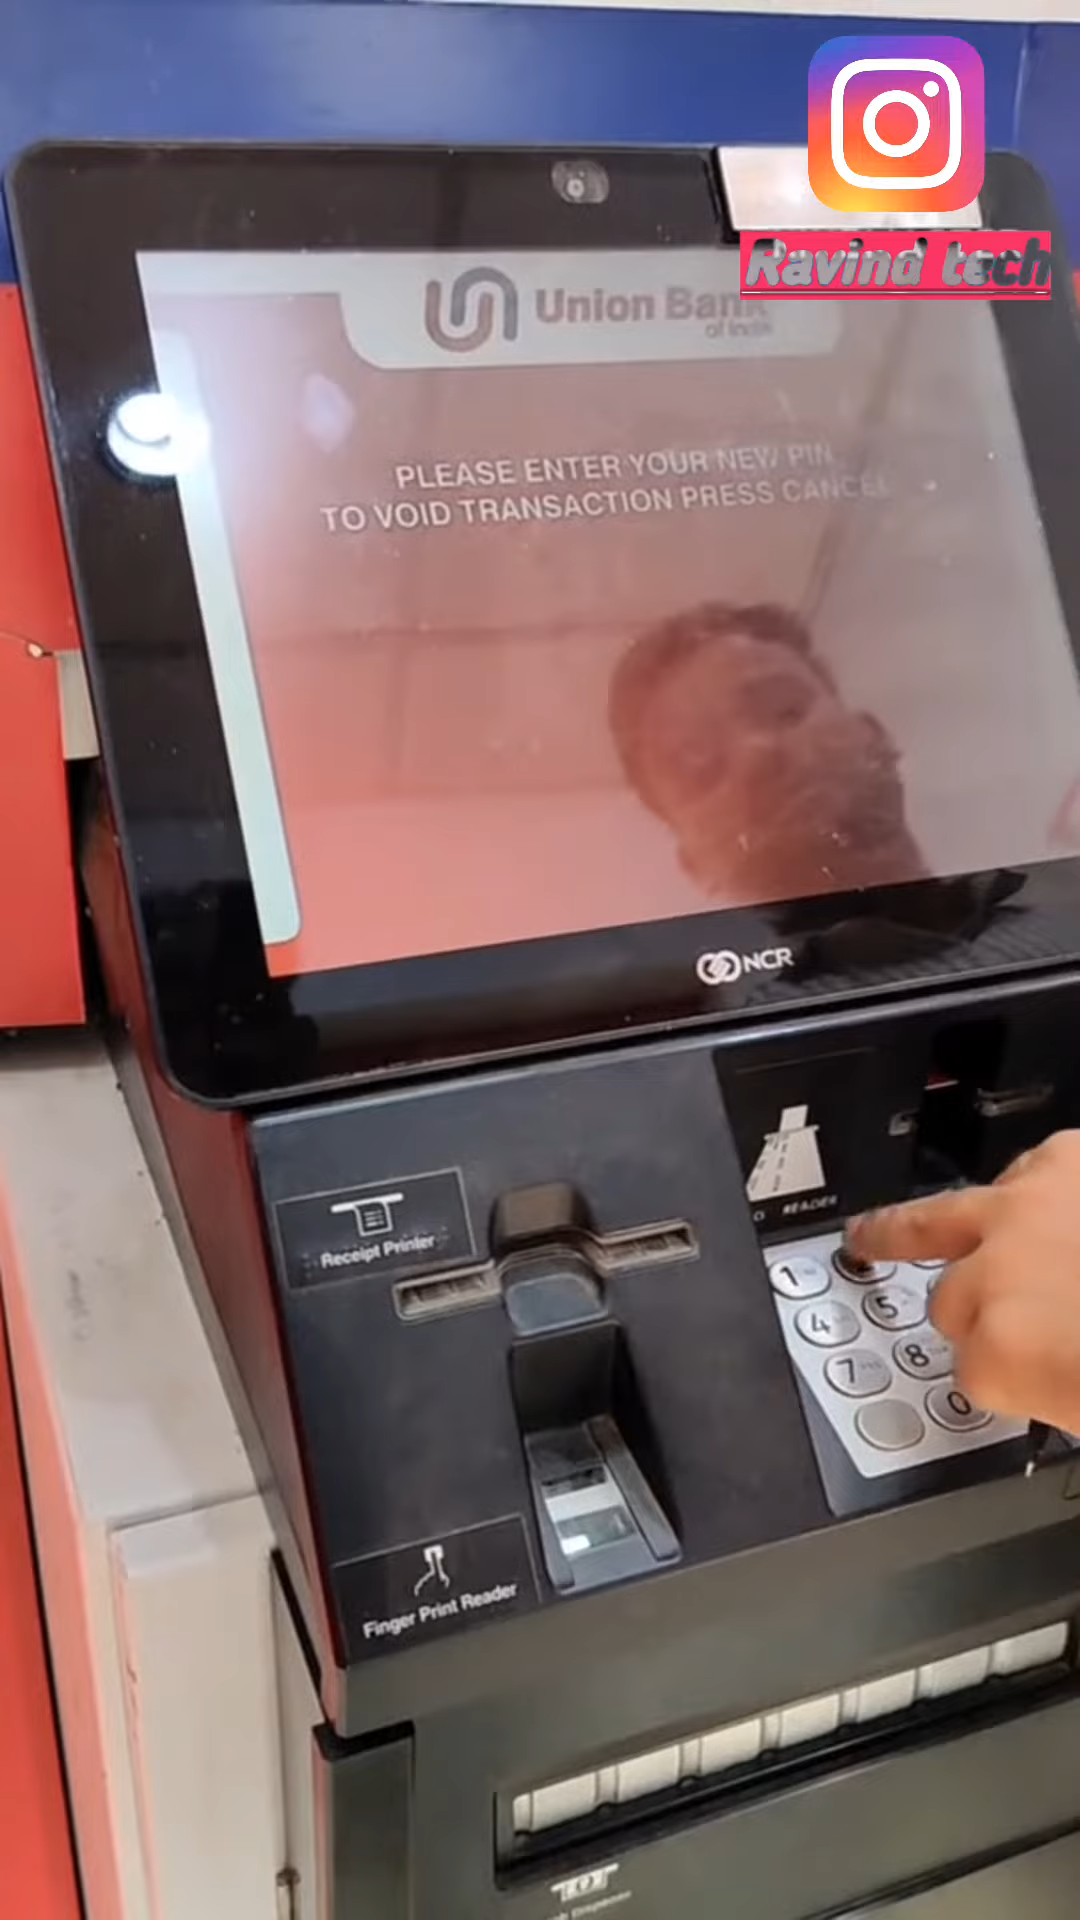 Ravind tech
Union Bank
of India
PLEASE ENTER YOUR NEW PIN
TO VOID TRANSACTION PRESS CANCEL
NCR
READER
Receipt Printer
1
4
5
7
8
0
Finger Print Reader
Dispenser